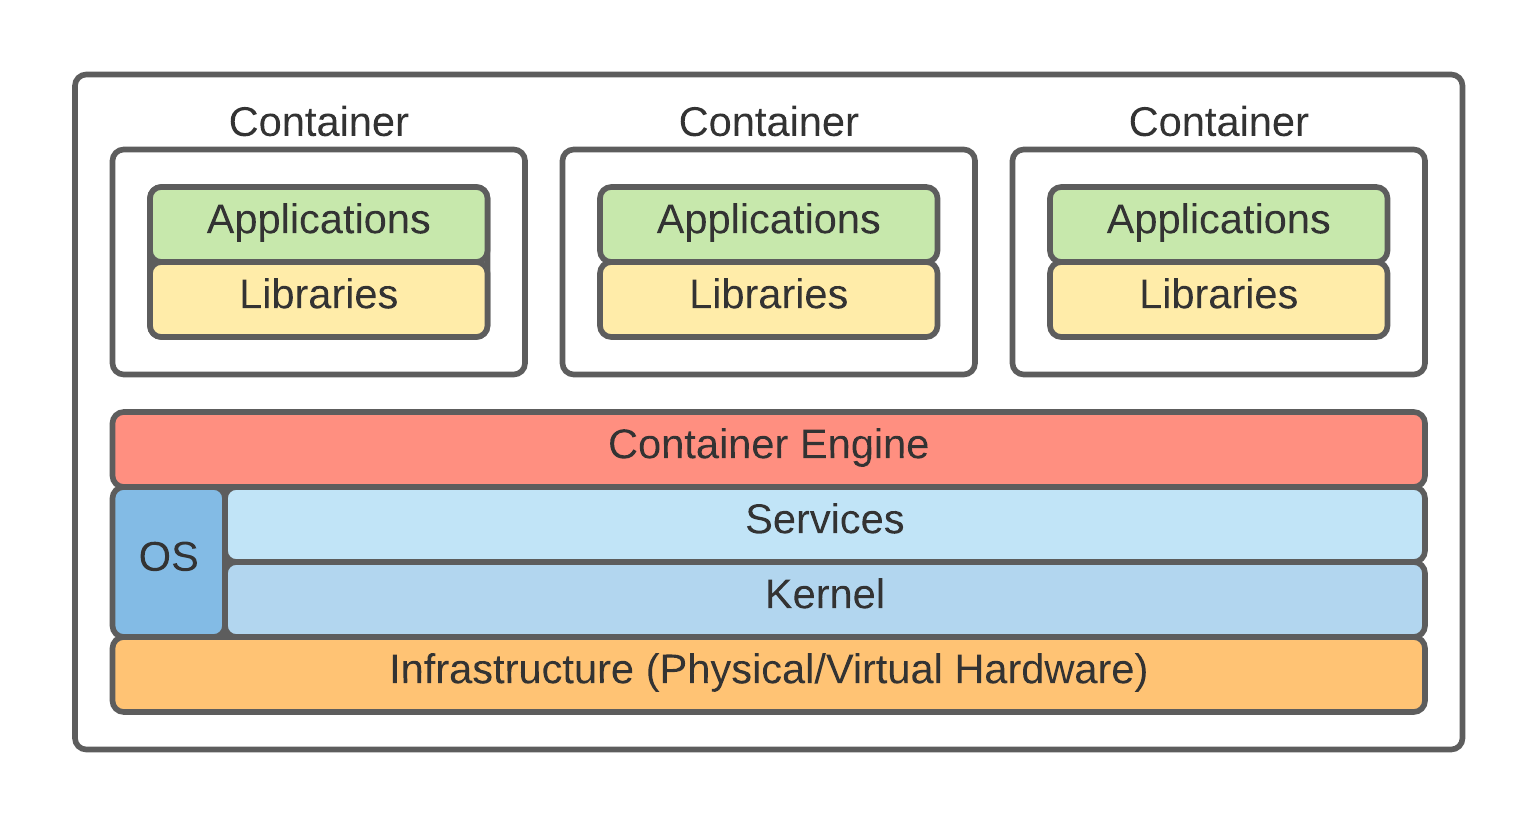 Container
Container
Container
Applications
Applications
Applications
Libraries
Libraries
Libraries
Container Engine
OS
Services
Kernel
Infrastructure (Physical/Virtual Hardware)